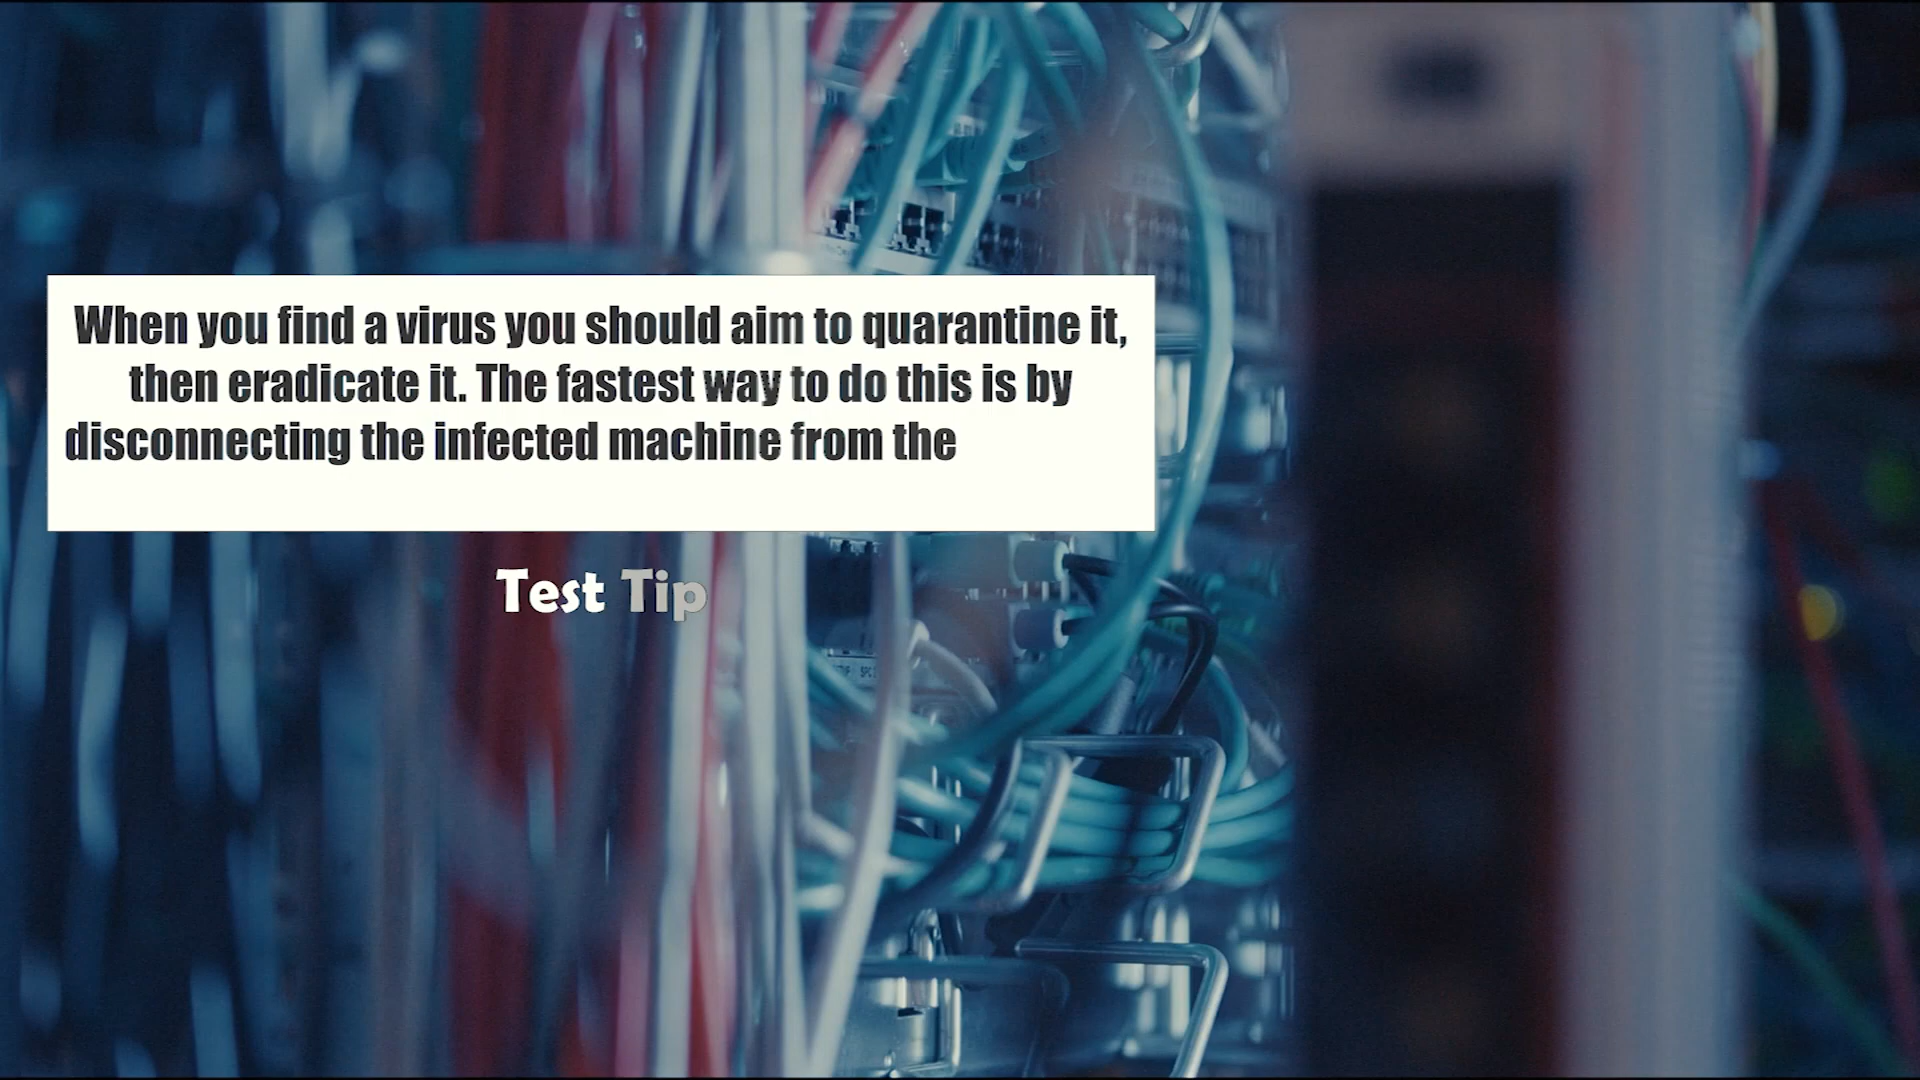 When you find a virus you should aim to quarantine it,
then eradicate it. The fastest way to do this is by
disconnecting the infected machine from the
Test Tip